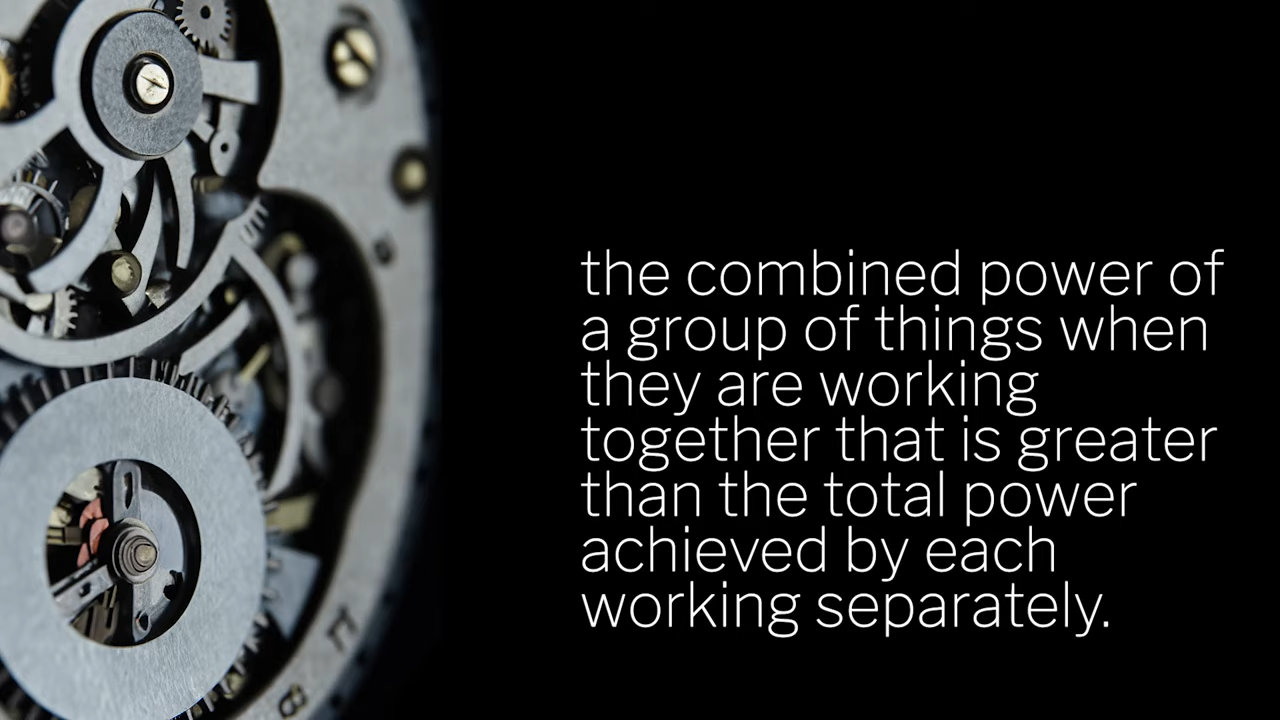 the combined power of
a group of things when
they are working
together that is greater
than the total power
achieved by each
working separately.